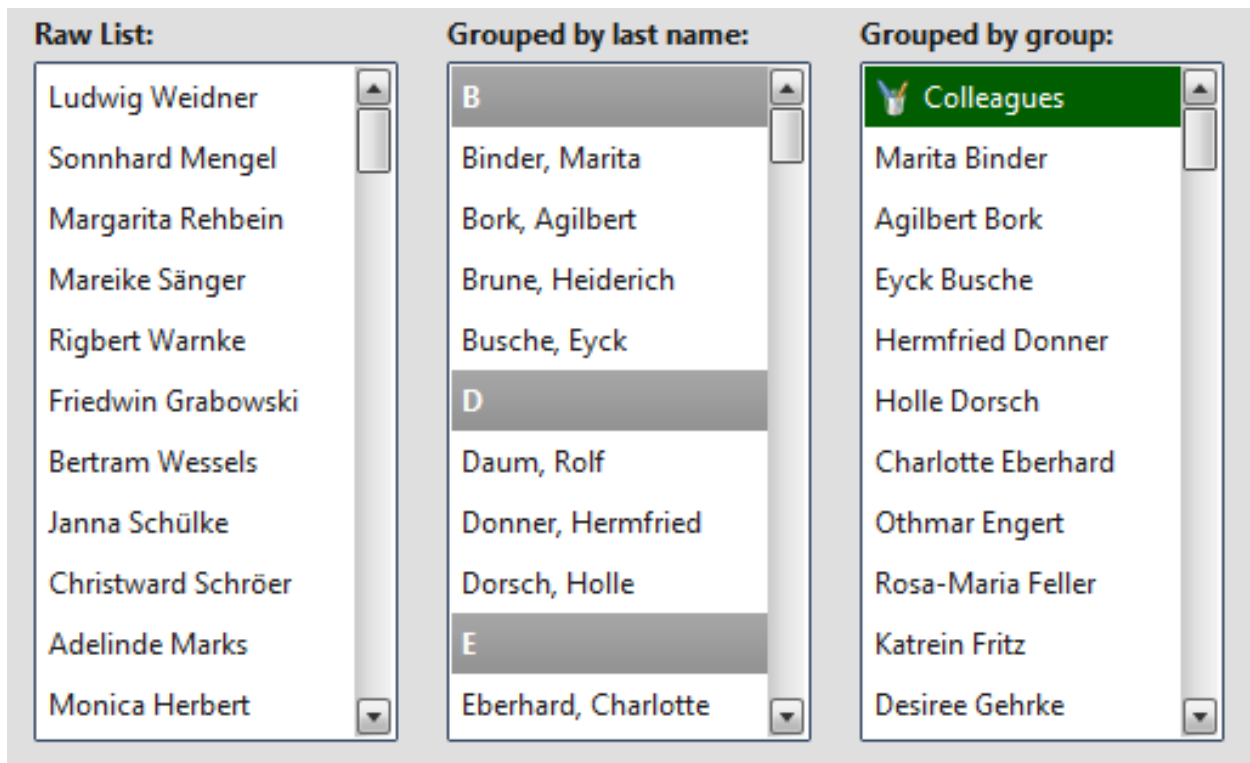 Raw List:
Ludwig Weidner
Sonnhard Mengel
Margarita Rehbein
Mareike Sänger
Rigbert Warnke
Friedwin Grabowski
Bertram Wessels
Janna Schülke
Christward Schröer
Adelinde Marks
Monica Herbert
Grouped by last name:
B
Binder, Marita
Bork, Agilbert
Brune, Heiderich
Busche, Eyck
D
Daum, Rolf
Donner, Hermfried
Dorsch, Holle
E
Eberhard, Charlotte
Grouped by group:
Colleagues
Marita Binder
Agilbert Bork
Eyck Busche
Hermfried Donner
Holle Dorsch
Charlotte Eberhard
Othmar Engert
Rosa-Maria Feller
Katrein Fritz
Desiree Gehrke